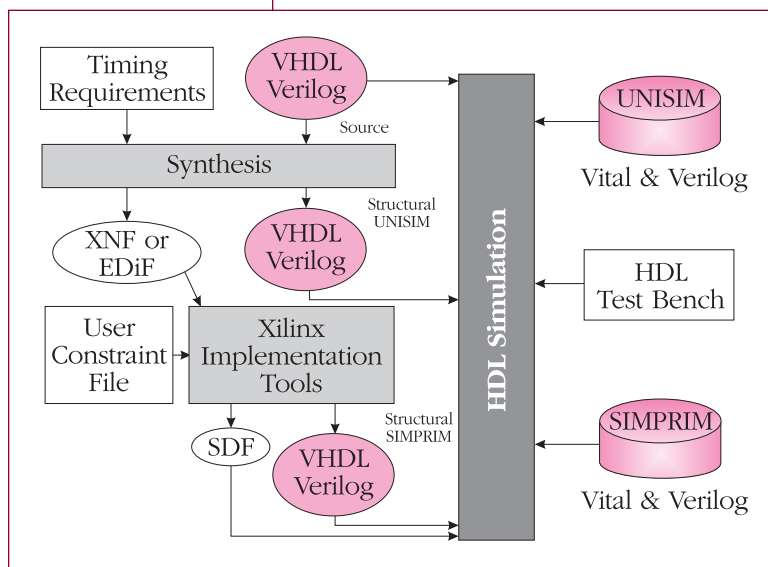 Timing
Requirements
VHDL
Verilog
Source
Synthesis
Structural
UNISIM
XNF or
EDiF
VHDL
Verilog
User
Constraint
File
Xilinx
Implementation
Tools
Structural
SIMPRIM
SDF
VHDL
Verilog
HDL Simulation
UNISIM
Vital & Verilog
HDL
Test Bench
SIMPRIM
Vital & Verilog